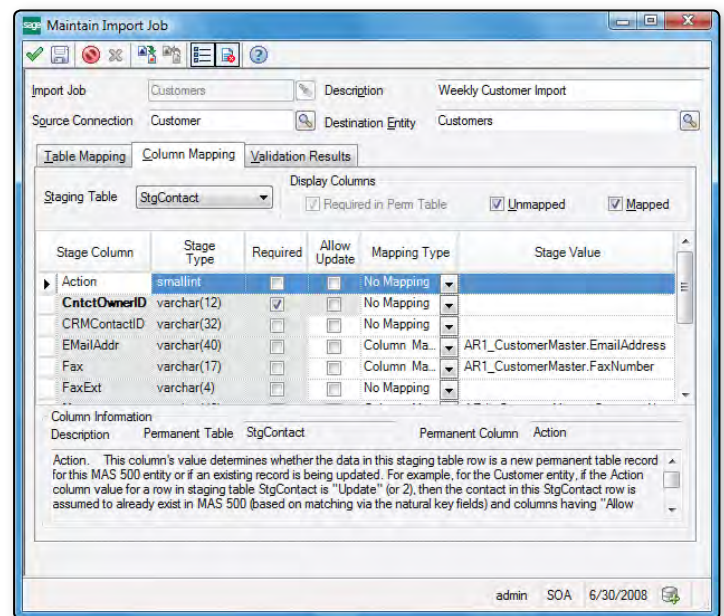 sage Maintain Import Job
Import Job Customers Description Weekly Customer Import
Source Connection Customer Destination Entity Customers
Table Mapping Column Mapping Validation Results
Display Columns
Staging Table StgContact Required in Perm Table Unmapped Mapped
Stage Column Stage Type Required Allow Update Mapping Type Stage Value
Action smallint No Mapping
CntctOwnerID varchar(12) No Mapping
CRMContactID varchar(32) No Mapping
EMailAddr varchar(40) Column Ma... AR1_CustomerMaster.EmailAddress
Fax varchar(17) Column Ma... AR1_CustomerMaster.FaxNumber
FaxExt varchar(4) No Mapping
Column Information
Description Permanent Table StgContact Permanent Column Action
Action. This column's value determines whether the data in this staging table row is a new permanent table record
for this MAS 500 entity or if an existing record is being updated. For example, for the Customer entity, if the Action
column value for a row in staging table StgContact is "Update" (or 2), then the contact in this StgContact row is
assumed to already exist in MAS 500 (based on matching via the natural key fields) and columns having "Allow
admin SOA 6/30/2008